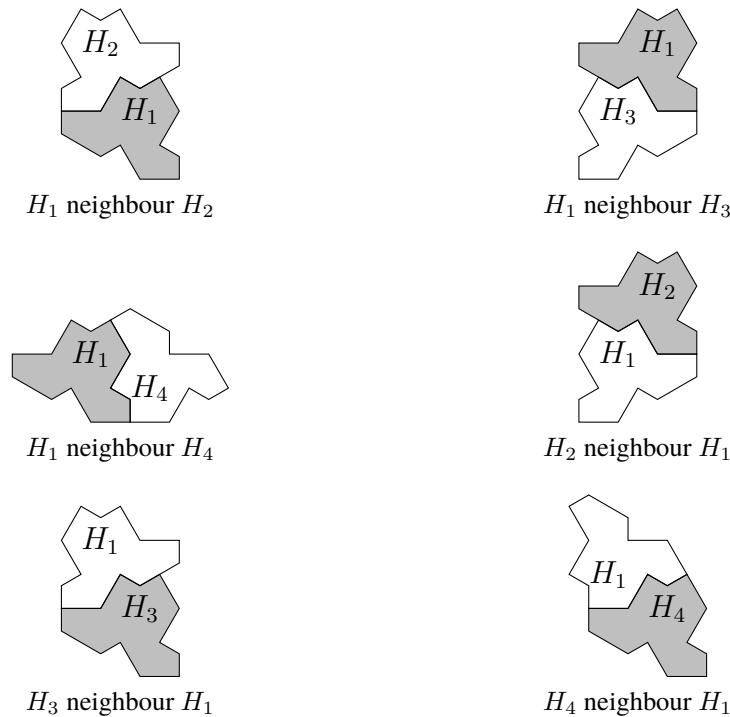 H₂
H₁
H₁ neighbour H₂
H₁
H₃
H₁ neighbour H₃
H₁
H₄
H₁ neighbour H₄
H₂
H₁
H₂ neighbour H₁
H₁
H₃
H₃ neighbour H₁
H₁
H₄
H₄ neighbour H₁